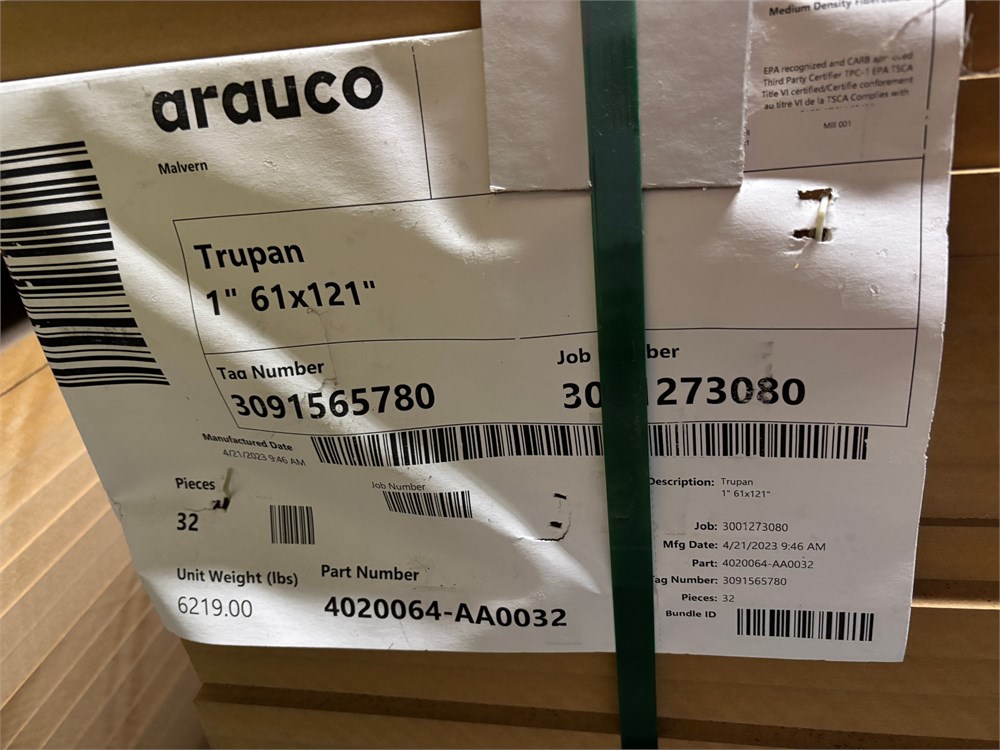 arauco
Malvern
Medium Density
EPA recognized and CARB
Third Party Certifier TPC-1 EPA TSCA
Title VI certified/Certifie conforement
au titre VI de la TSCA Complies with
Mill 001
Trupan
1" 61x121"
Tag Number
3091565780
Job ber
30 273080
Manufactured Date
4/21/2023 9:46 AM
Pieces
32
Job Number
Unit Weight (lbs)
6219.00
Part Number
4020064-AA0032
Description: Trupan
1" 61x121"
Job: 3001273080
Mfg Date: 4/21/2023 9:46 AM
Part: 4020064-AA0032
Tag Number: 3091565780
Pieces: 32
Bundle ID